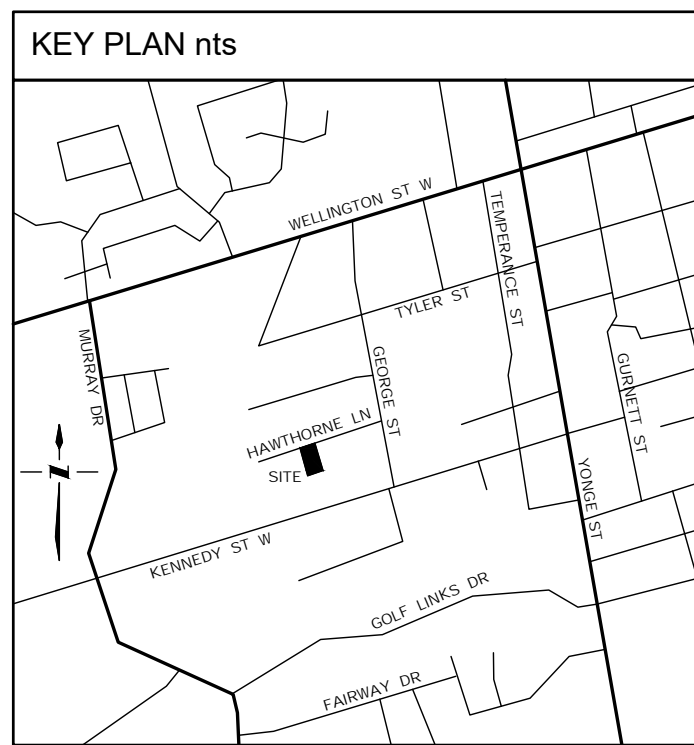 KEY PLAN nts
WELLINGTON ST W
TEMPERANCE ST
TYLER ST
MURRAY DR
GEORGE ST
GURNETT ST
HAWTHORNE LN
SITE
N
YONGE ST
KENNEDY ST W
GOLF LINKS DR
FAIRWAY DR